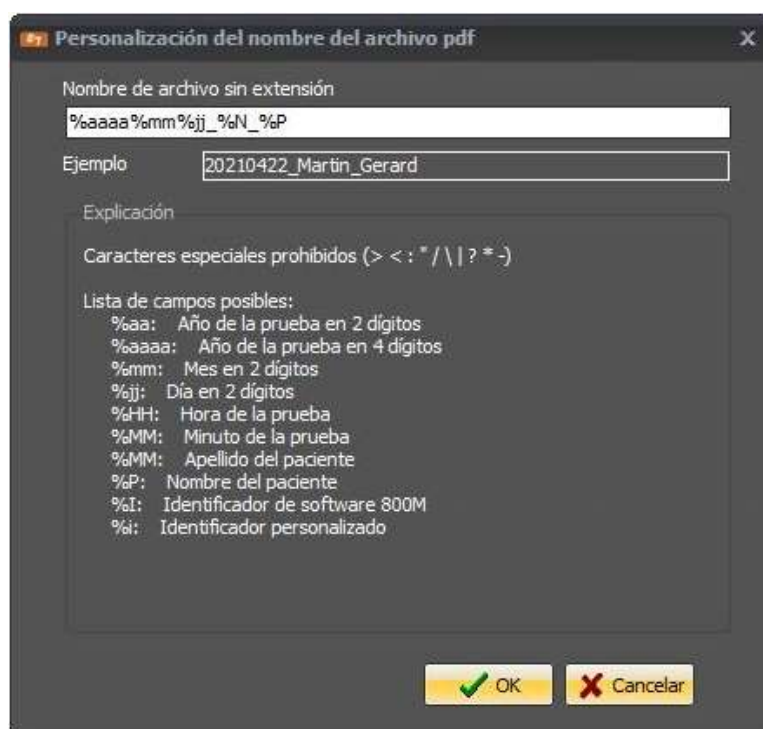 Personalización del nombre del archivo pdf
Nombre de archivo sin extensión
%aaaa%mm%jj_%N_%P
Ejemplo 20210422_Martin_Gerard
Explicación
Caracteres especiales prohibidos (> < : " / \ | ? * -)
Lista de campos posibles:
%aa: Año de la prueba en 2 dígitos
%aaaa: Año de la prueba en 4 dígitos
%mm: Mes en 2 dígitos
%jj: Día en 2 dígitos
%HH: Hora de la prueba
%MM: Minuto de la prueba
%MM: Apellido del paciente
%P: Nombre del paciente
%I: Identificador de software 800M
%i: Identificador personalizado
OK Cancelar